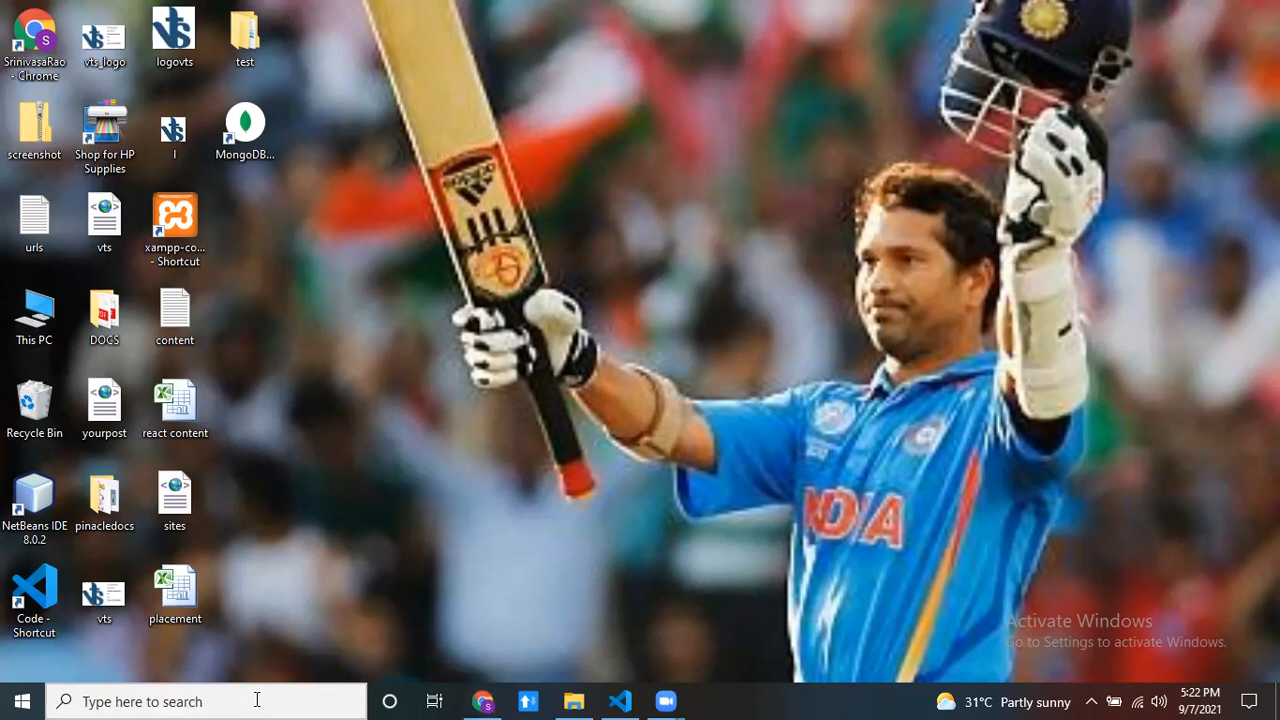 SrinivasaRao
- Chrome
vts_logo
logovts
test
screenshot
Shop for HP
Supplies
l
MongoDB...
urls
vts
xampp-co...
- Shortcut
This PC
DOCS
content
Recycle Bin
yourpost
react content
NetBeans IDE
8.0.2
pinacledocs
sites
Code -
Shortcut
vts
placement
INDIA
Activate Windows
Go to Settings to activate Windows.
Type here to search
31°C Partly sunny
5:22 PM
9/7/2021